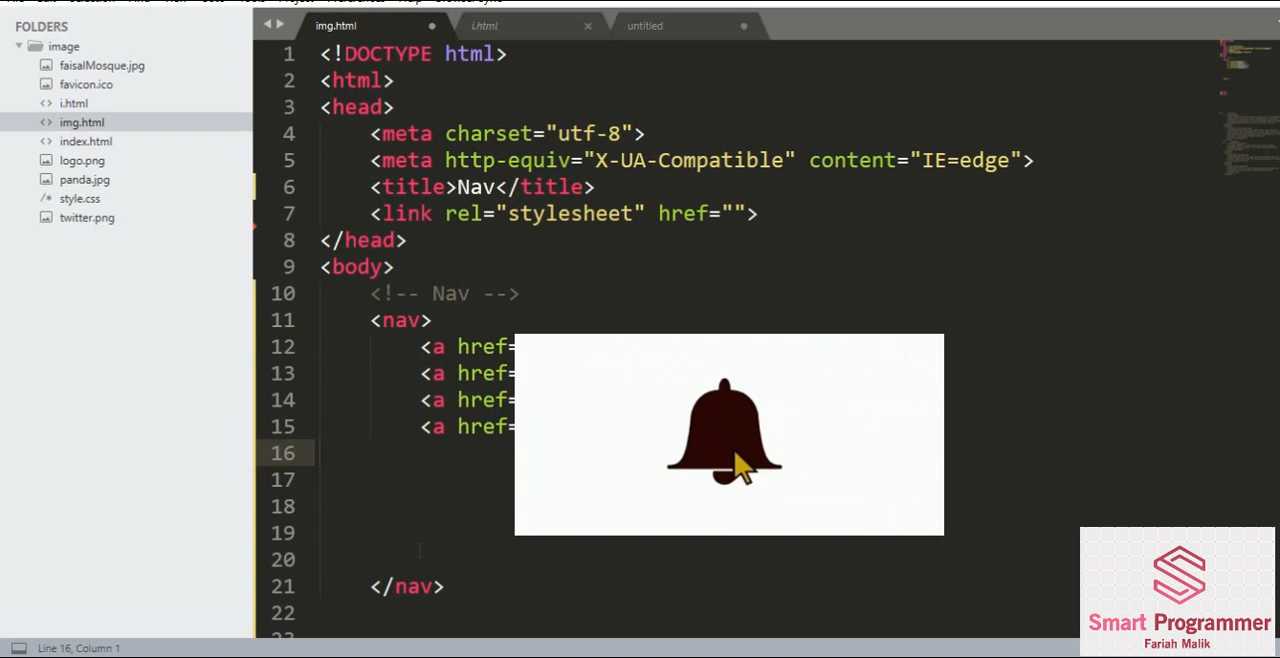 FOLDERS
image
faisalMosque.jpg
favicon.ico
i.html
img.html
index.html
logo.png
panda.jpg
style.css
twitter.png
img.html
i.html
untitled
1 <!DOCTYPE html>
2 <html>
3 <head>
4 <meta charset="utf-8">
5 <meta http-equiv="X-UA-Compatible" content="IE=edge">
6 <title>Nav</title>
7 <link rel="stylesheet" href="">
8 </head>
9 <body>
10 <!-- Nav -->
11 <nav>
12 <a href=
13 <a href=
14 <a href=
15 <a href=
16
17
18
19
20
21 </nav>
22
Smart Programmer
Fariah Malik
Line 16, Column 1